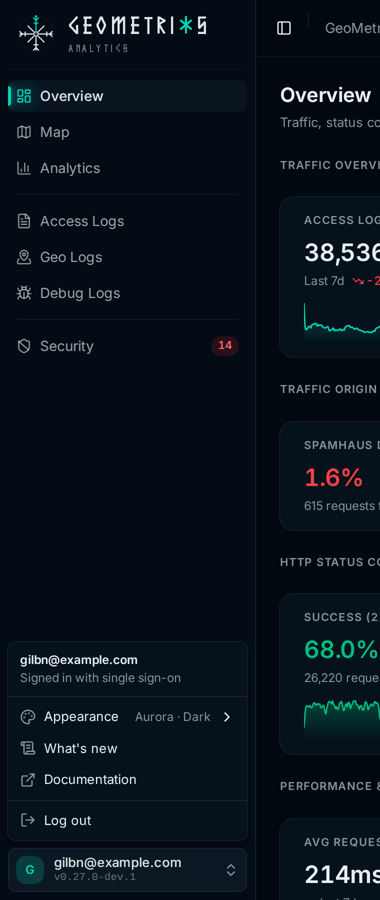 GEOMETRI*S
ANALYTICS
GeoMetr
Overview
Map
Analytics
Access Logs
Geo Logs
Debug Logs
Security 14
Overview
Traffic, status co
TRAFFIC OVERVI
ACCESS LOG
38,536
Last 7d -2
TRAFFIC ORIGIN
SPAMHAUS D
1.6%
615 requests f
HTTP STATUS CO
SUCCESS (2
68.0%
26,220 reque
PERFORMANCE &
AVG REQUES
214ms
gilbn@example.com
Signed in with single sign-on
Appearance Aurora · Dark
What's new
Documentation
Log out
G gilbn@example.com
v0.27.0-dev.1